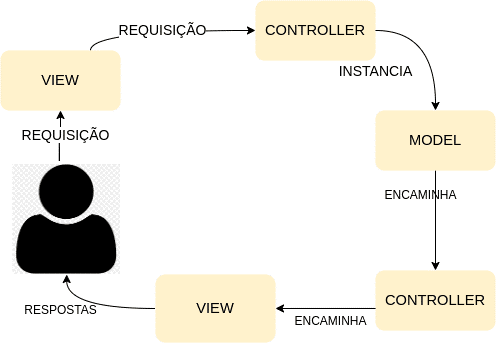 REQUISIÇÃO
CONTROLLER
VIEW
INSTANCIA
REQUISIÇÃO
MODEL
ENCAMINHA
CONTROLLER
RESPOSTAS
VIEW
ENCAMINHA